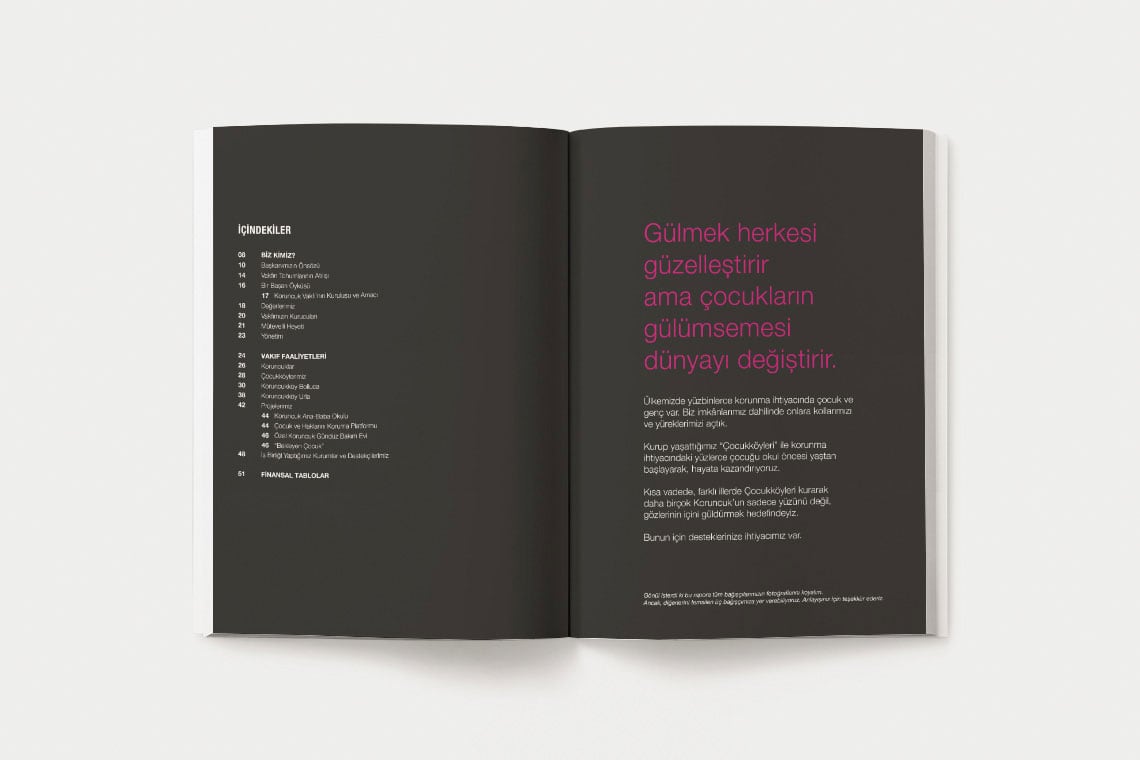 İÇİNDEKİLER
08 BİZ KİMİZ?
10 Başkanımızın Önsözü
14 Vakfın Tohumlarının Atılışı
16 Bir Başarı Öyküsü
17 Koruncuk Vakfı'nın Kuruluşu ve Amacı
18 Değerlerimiz
20 Vakfımızın Kurucuları
21 Mütevelli Heyeti
23 Yönetim
24 VAKIF FAALİYETLERİ
26 Koruncuklar
28 Çocukköylerimiz
30 Koruncukköy Bolluca
38 Koruncukköy Urla
42 Projelerimiz
44 Koruncuk Ana-Baba Okulu
44 Çocuk ve Haklarını Koruma Platformu
46 Özel Koruncuk Gündüz Bakım Evi
46 "Bekleyen Çocuk"
48 İş Birliği Yaptığımız Kurumlar ve Destekçilerimiz
51 FİNANSAL TABLOLAR
Gülmek herkesi
güzelleştirir
ama çocukların
gülümsemesi
dünyayı değiştirir.
Ülkemizde yüzbinlerce korunma ihtiyacında çocuk ve
genç var. Biz imkânlarımız dahilinde onlara kollarımızı
ve yüreklerimizi açtık.
Kurup yaşattığımız "Çocukköyleri" ile korunma
ihtiyacındaki yüzlerce çocuğu okul öncesi yaştan
başlayarak, hayata kazandırıyoruz.
Kısa vadede, farklı illerde Çocukköyleri kurarak
daha birçok Koruncuk'un sadece yüzünü değil,
gözlerinin içini güldürmek hedefindeyiz.
Bunun için desteklerinize ihtiyacımız var.
Gönül isterdi ki bu rapora tüm bağışçılarımızın fotoğraflarını koyalım.
Ancak, diğerlerini temsilen üç bağışçımıza yer verebiliyoruz. Anlayışınız için teşekkür ederiz.